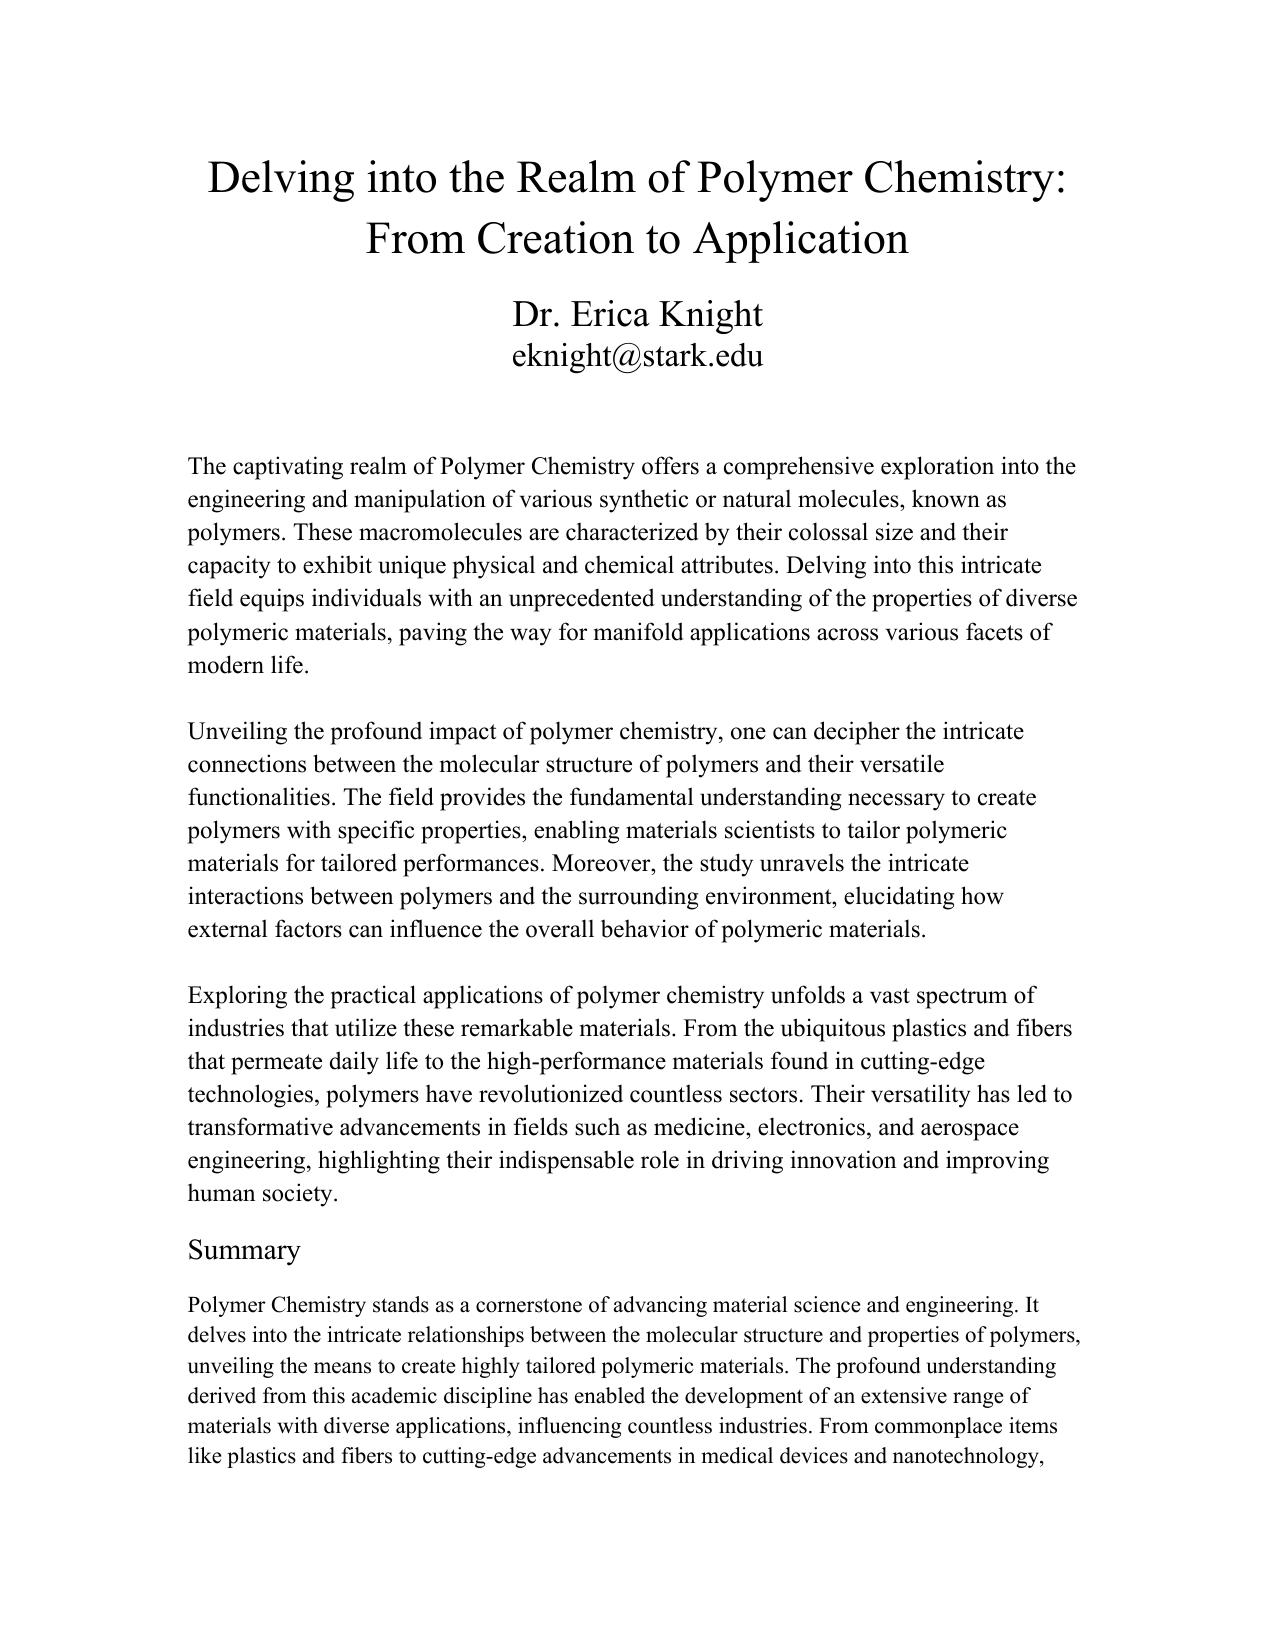 Delving into the Realm of Polymer Chemistry:
From Creation to Application
Dr. Erica Knight
eknight@stark.edu
The captivating realm of Polymer Chemistry offers a comprehensive exploration into the
engineering and manipulation of various synthetic or natural molecules, known as
polymers. These macromolecules are characterized by their colossal size and their
capacity to exhibit unique physical and chemical attributes. Delving into this intricate
field equips individuals with an unprecedented understanding of the properties of diverse
polymeric materials, paving the way for manifold applications across various facets of
modern life.
Unveiling the profound impact of polymer chemistry, one can decipher the intricate
connections between the molecular structure of polymers and their versatile
functionalities. The field provides the fundamental understanding necessary to create
polymers with specific properties, enabling materials scientists to tailor polymeric
materials for tailored performances. Moreover, the study unravels the intricate
interactions between polymers and the surrounding environment, elucidating how
external factors can influence the overall behavior of polymeric materials.
Exploring the practical applications of polymer chemistry unfolds a vast spectrum of
industries that utilize these remarkable materials. From the ubiquitous plastics and fibers
that permeate daily life to the high-performance materials found in cutting-edge
technologies, polymers have revolutionized countless sectors. Their versatility has led to
transformative advancements in fields such as medicine, electronics, and aerospace
engineering, highlighting their indispensable role in driving innovation and improving
human society.
Summary
Polymer Chemistry stands as a cornerstone of advancing material science and engineering. It
delves into the intricate relationships between the molecular structure and properties of polymers,
unveiling the means to create highly tailored polymeric materials. The profound understanding
derived from this academic discipline has enabled the development of an extensive range of
materials with diverse applications, influencing countless industries. From commonplace items
like plastics and fibers to cutting-edge advancements in medical devices and nanotechnology,